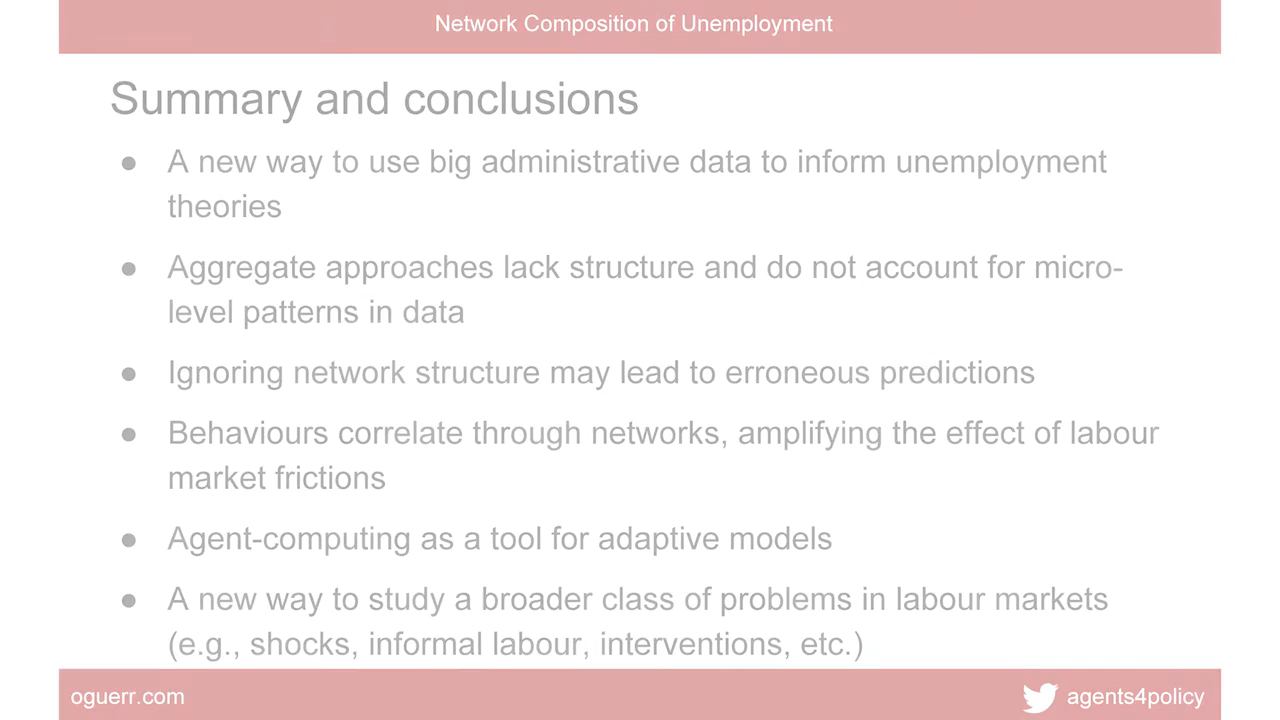 Network Composition of Unemployment
Summary and conclusions
● A new way to use big administrative data to inform unemployment
theories
● Aggregate approaches lack structure and do not account for micro-
level patterns in data
● Ignoring network structure may lead to erroneous predictions
● Behaviours correlate through networks, amplifying the effect of labour
market frictions
● Agent-computing as a tool for adaptive models
● A new way to study a broader class of problems in labour markets
(e.g., shocks, informal labour, interventions, etc.)
oguerr.com
agents4policy